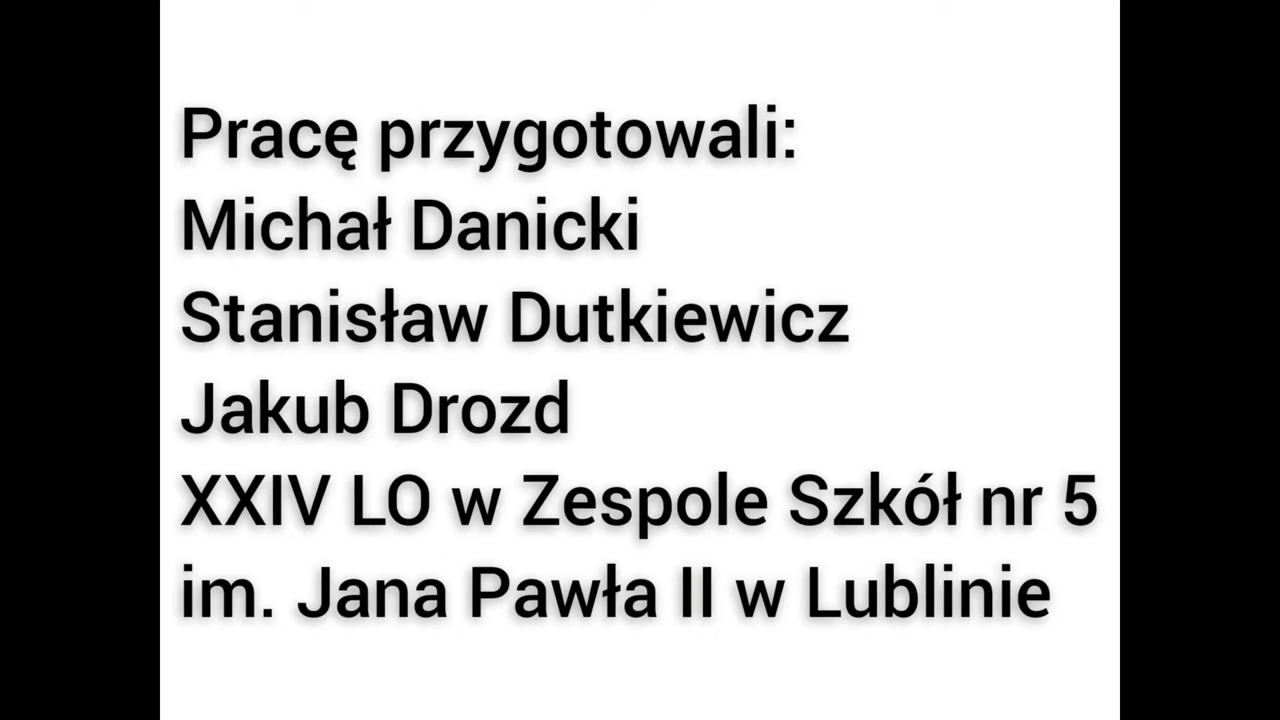 Pracę przygotowali:
Michał Danicki
Stanisław Dutkiewicz
Jakub Drozd
XXIV LO w Zespole Szkół nr 5
im. Jana Pawła II w Lublinie